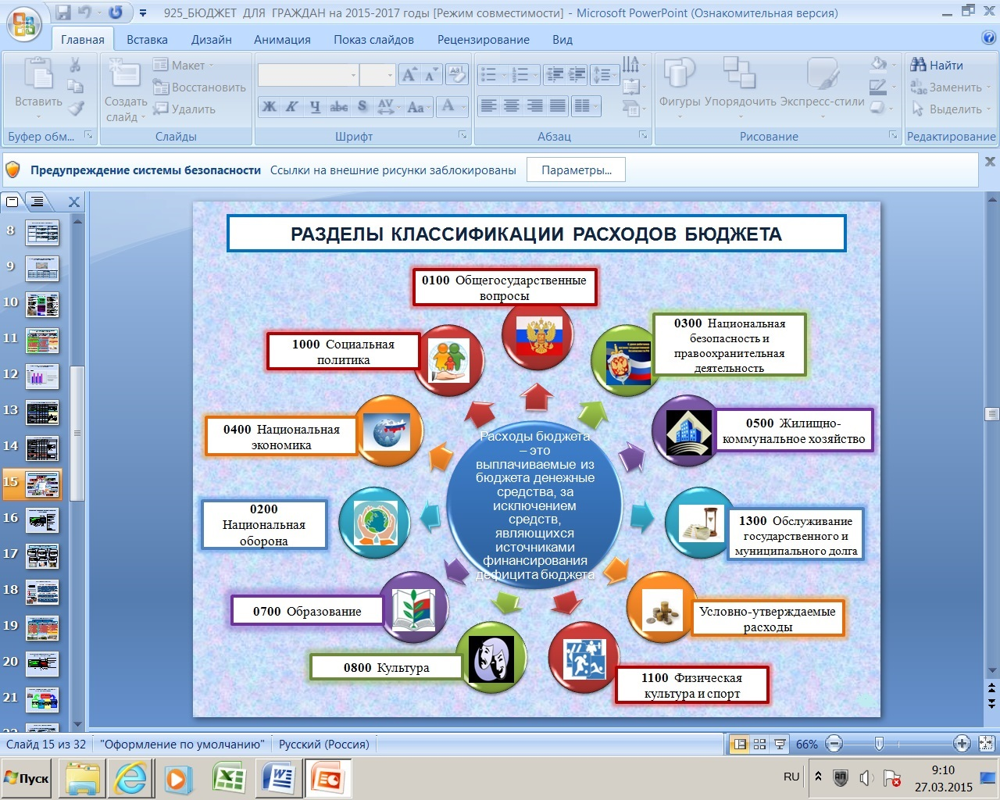 925_БЮДЖЕТ ДЛЯ ГРАЖДАН на 2015-2017 годы [Режим совместимости] - Microsoft PowerPoint (Ознакомительная версия)
Главная Вставка Дизайн Анимация Показ слайдов Рецензирование Вид
Вставить
Создать слайд
Макет
Восстановить
Удалить
Ж К Ч abc S AV Aa A
Фигуры Упорядочить Экспресс-стили
Найти
Заменить
Выделить
Буфер обм... Слайды Шрифт Абзац Рисование Редактирование
Предупреждение системы безопасности Ссылки на внешние рисунки заблокированы Параметры...
8
9
10
11
12
13
14
15
16
17
18
19
20
21
РАЗДЕЛЫ КЛАССИФИКАЦИИ РАСХОДОВ БЮДЖЕТА
0100 Общегосударственные
вопросы
0300 Национальная
безопасность и
правоохранительная
деятельность
1000 Социальная
политика
0400 Национальная
экономика
0500 Жилищно-
коммунальное хозяйство
0200
Национальная
оборона
1300 Обслуживание
государственного и
муниципального долга
0700 Образование
Условно-утверждаемые
расходы
0800 Культура
1100 Физическая
культура и спорт
Расходы бюджета
– это
выплачиваемые из
бюджета денежные
средства, за
исключением
средств,
являющихся
источниками
финансирования
дефицита бюджета
Слайд 15 из 32 "Оформление по умолчанию" Русский (Россия) 66%
Пуск RU 9:10
27.03.2015